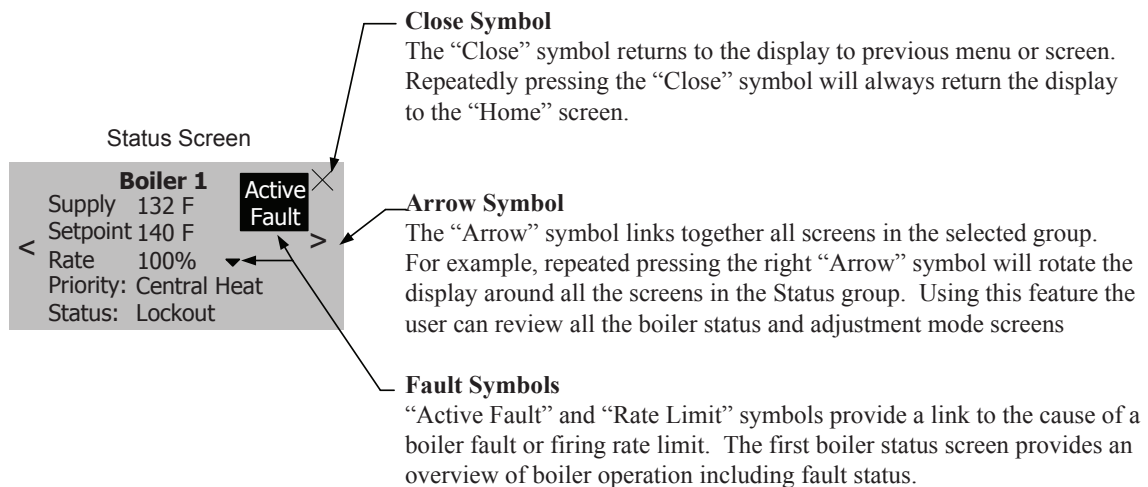 Close Symbol
The “Close” symbol returns to the display to previous menu or screen.
Repeatedly pressing the “Close” symbol will always return the display
to the “Home” screen.
Status Screen
Boiler 1
Active
Fault
×
Supply 132 F
Setpoint 140 F
< >
Rate 100%
Priority: Central Heat
Status: Lockout
Arrow Symbol
The “Arrow” symbol links together all screens in the selected group.
For example, repeated pressing the right “Arrow” symbol will rotate the
display around all the screens in the Status group.  Using this feature the
user can review all the boiler status and adjustment mode screens
Fault Symbols
“Active Fault” and “Rate Limit” symbols provide a link to the cause of a
boiler fault or firing rate limit.  The first boiler status screen provides an
overview of boiler operation including fault status.